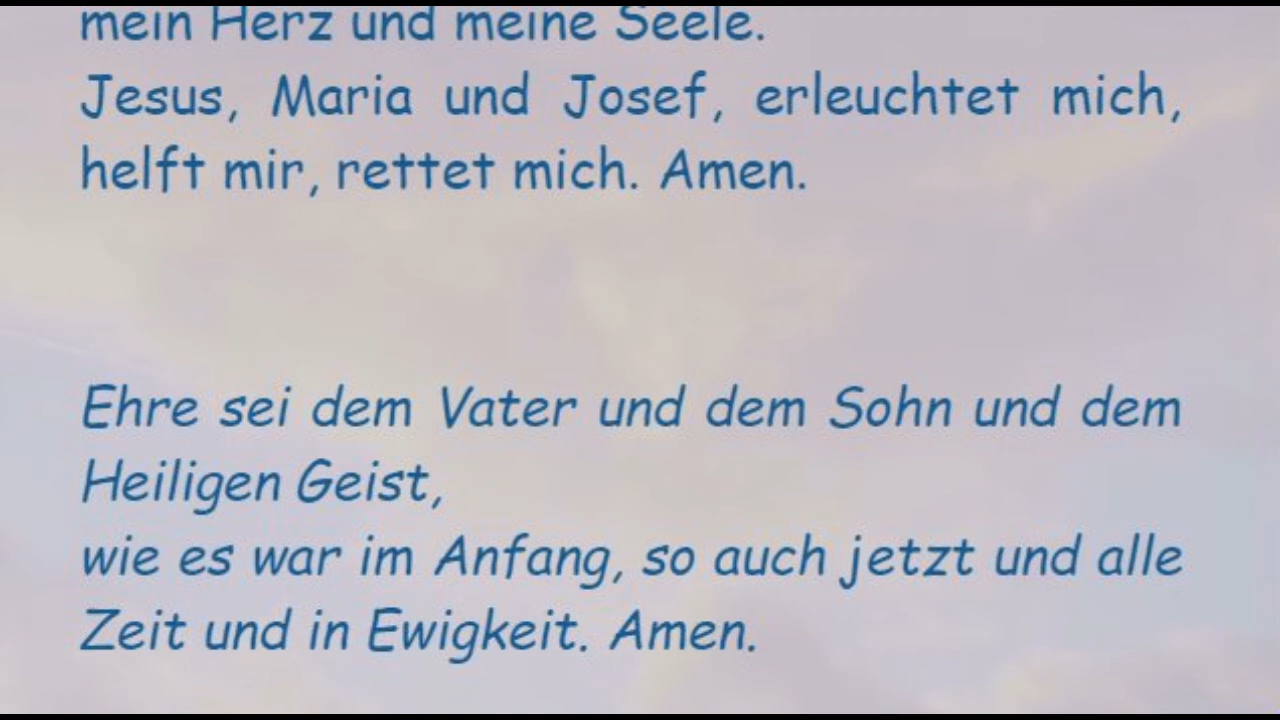 mein Herz und meine Seele.
Jesus, Maria und Josef, erleuchtet mich,
helft mir, rettet mich. Amen.
Ehre sei dem Vater und dem Sohn und dem
Heiligen Geist,
wie es war im Anfang, so auch jetzt und alle
Zeit und in Ewigkeit. Amen.